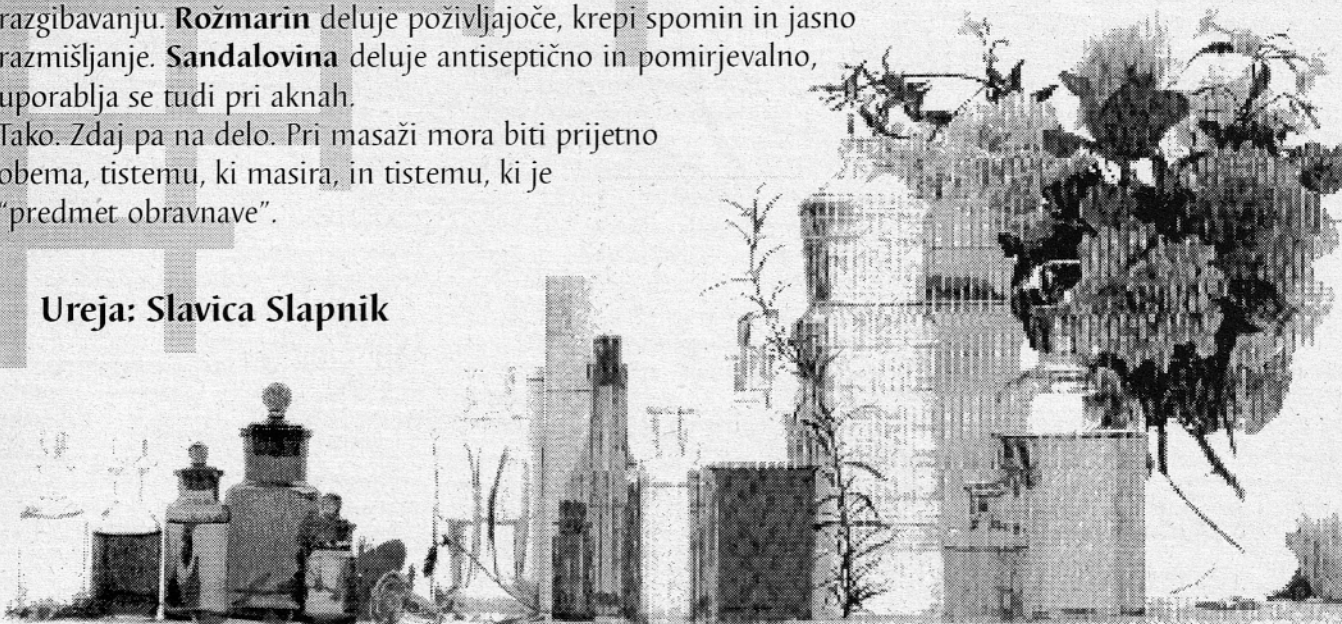 razgibavanju. Rožmarin deluje poživljajoče, krepi spomin in jasno
razmišljanje. Sandalovina deluje antiseptično in pomirjevalno,
uporablja se tudi pri aknah.
Tako. Zdaj pa na delo. Pri masaži mora biti prijetno
obema, tistemu, ki masira, in tistemu, ki je
“predmet obravnave”.
Ureja: Slavica Slapnik